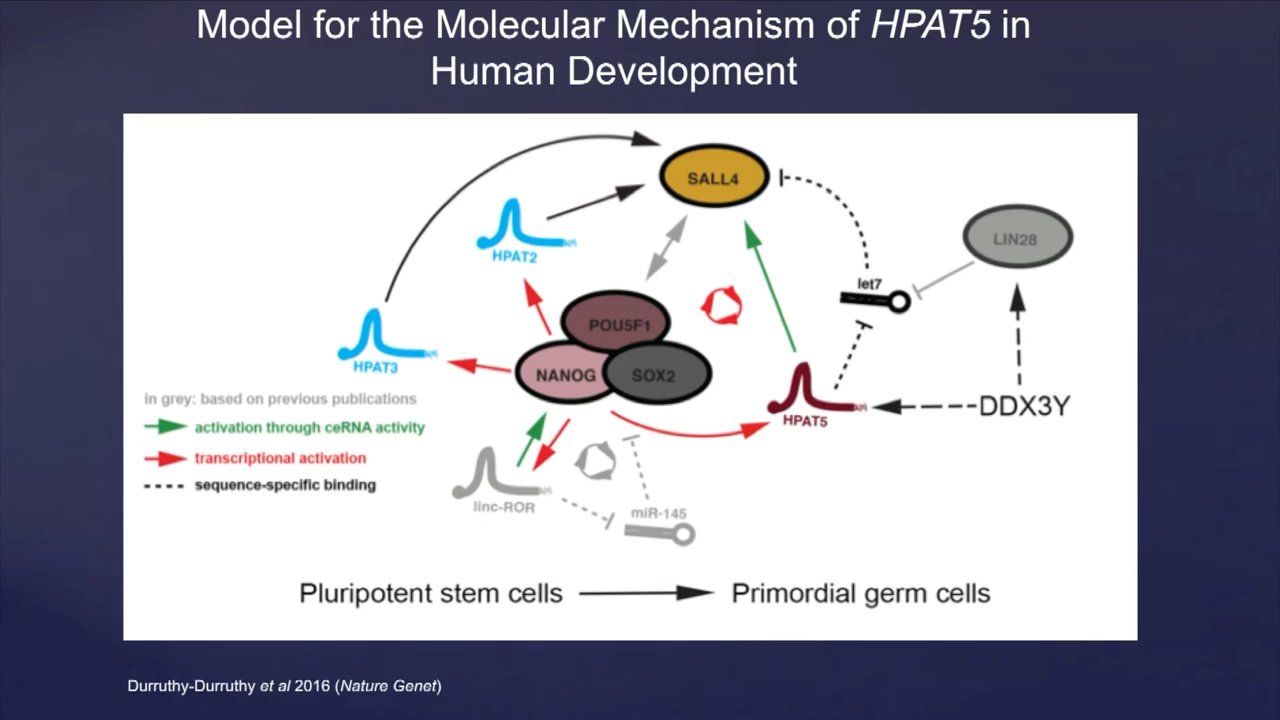 Model for the Molecular Mechanism of HPAT5 in
Human Development
SALL4
HPAT2
LIN28
let7
POU5F1
HPAT3
NANOG
SOX2
in grey: based on previous publications
activation through ceRNA activity
transcriptional activation
sequence-specific binding
HPAT5
DDX3Y
linc-ROR
miR-145
Pluripotent stem cells
Primordial germ cells
Durruthy-Durruthy et al 2016 (Nature Genet)